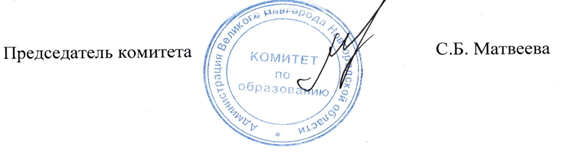 Председатель комитета
Администрация Великого Новгорода Новгородской области *
КОМИТЕТ
по
образованию
С.Б. Матвеева